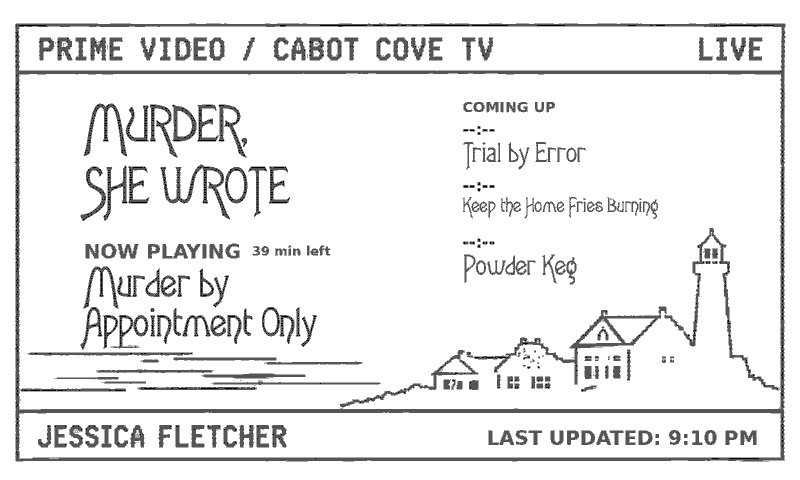 PRIME VIDEO / CABOT COVE TV
LIVE
MURDER,
SHE WROTE
NOW PLAYING 39 min left
Murder by
Appointment Only
COMING UP
--:--
Trial by Error
--:--
Keep the Home Fries Burning
--:--
Powder Keg
JESSICA FLETCHER
LAST UPDATED: 9:10 PM